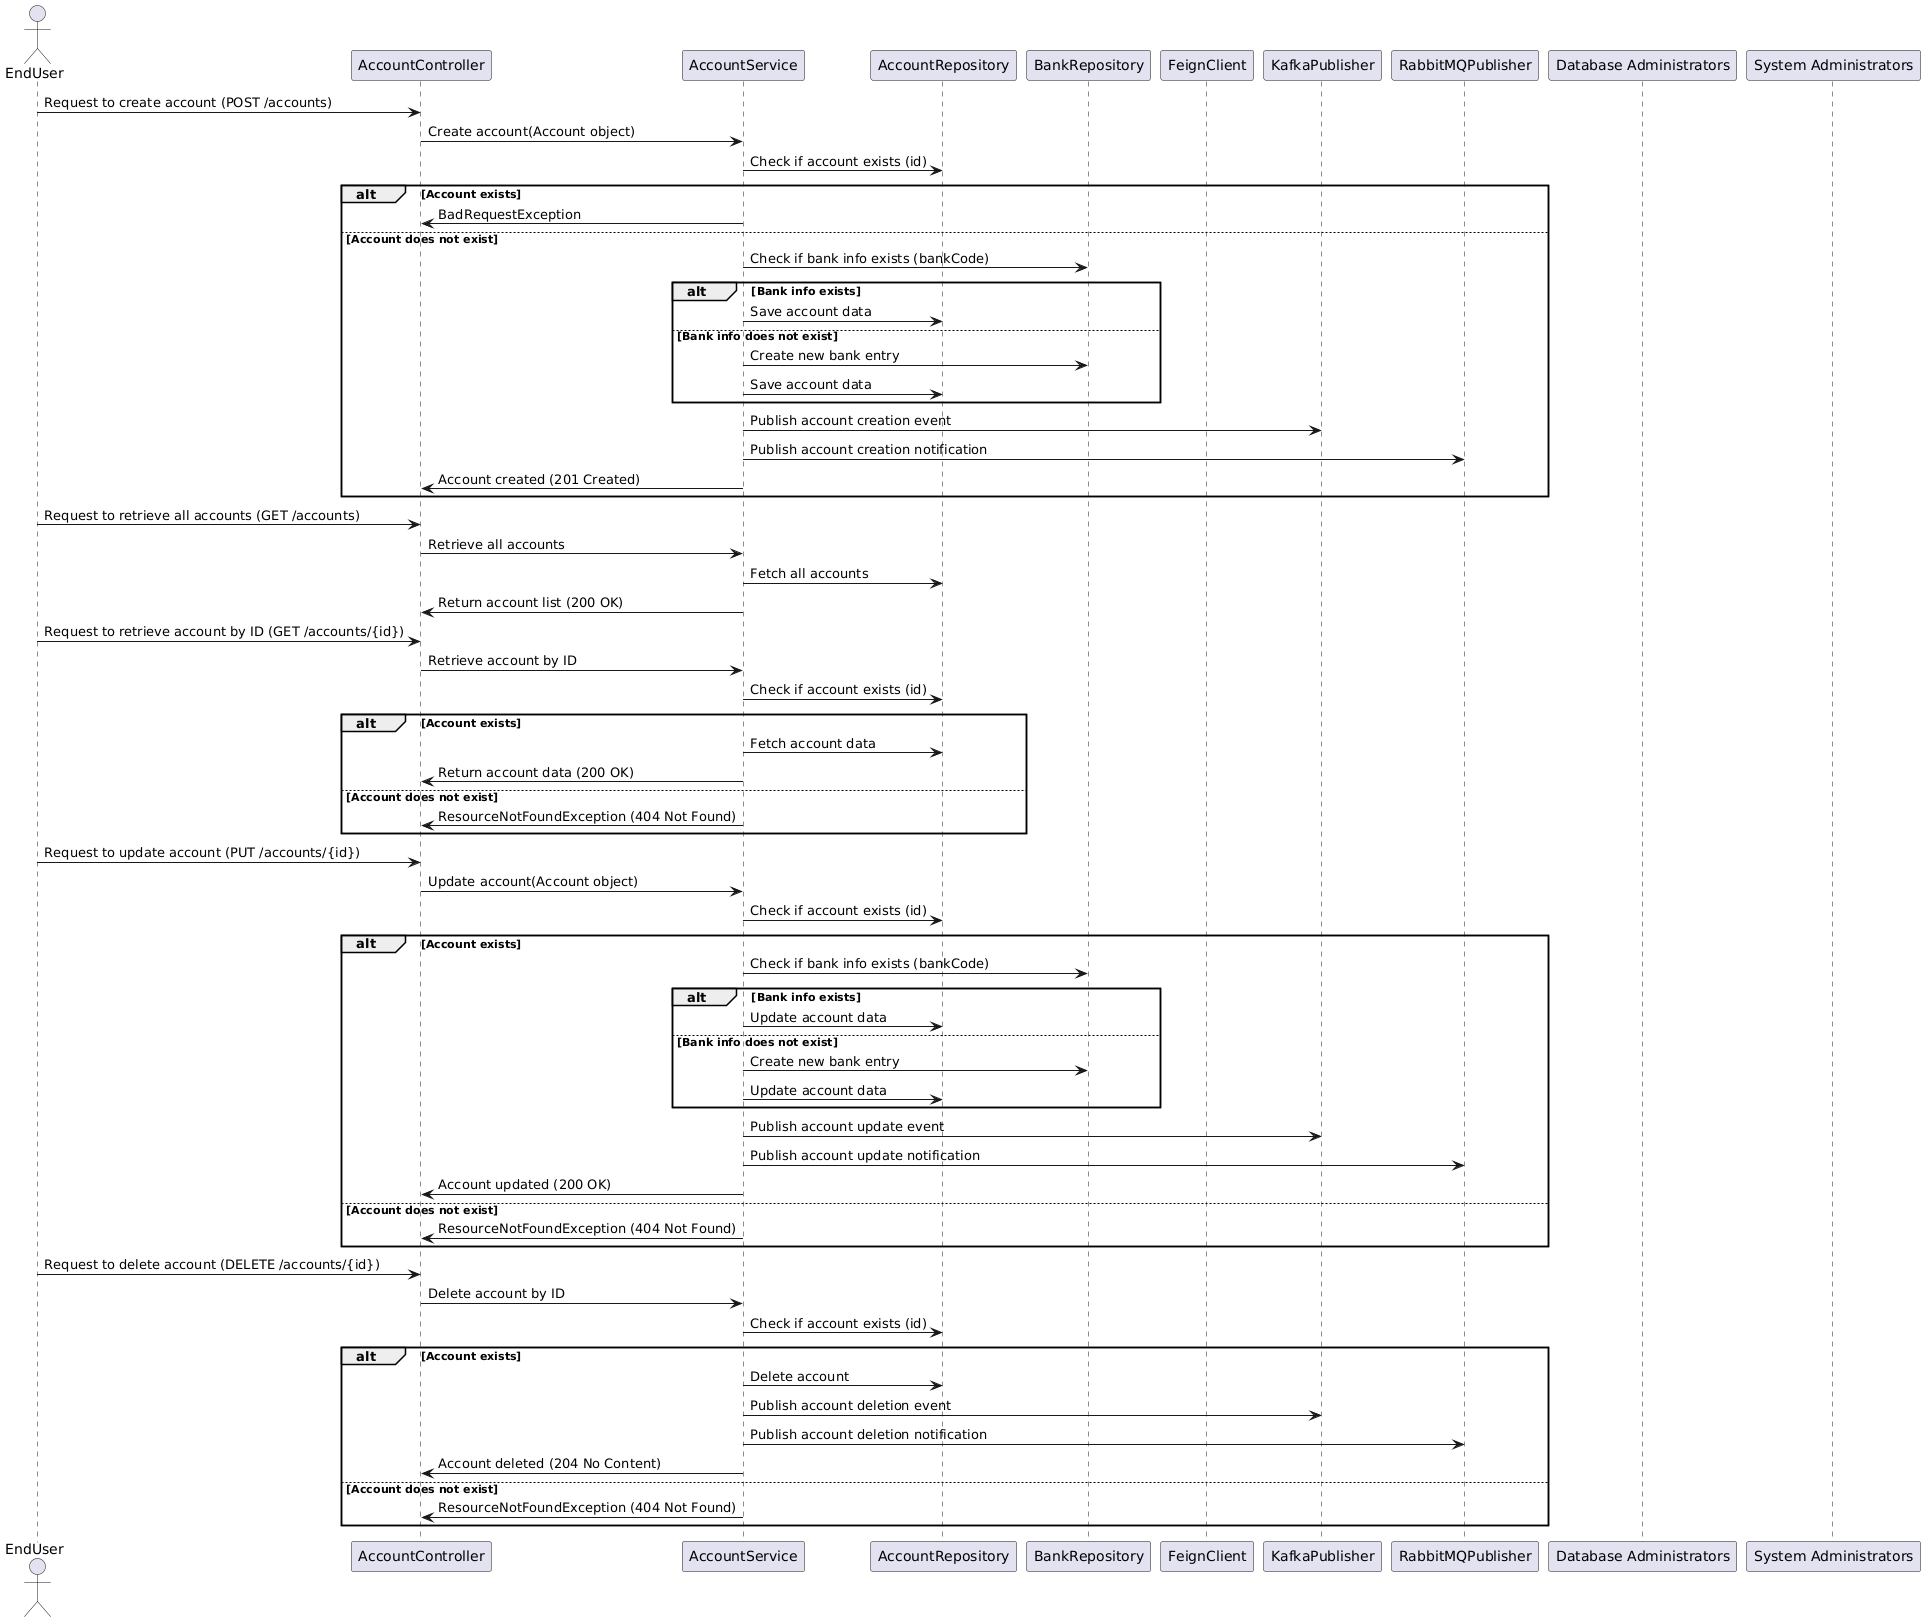 EndUser
AccountController
AccountService
AccountRepository
BankRepository
FeignClient
KafkaPublisher
RabbitMQPublisher
Database Administrators
System Administrators
Request to create account (POST /accounts)
Create account(Account object)
Check if account exists (id)
alt
[Account exists]
BadRequestException
[Account does not exist]
Check if bank info exists (bankCode)
alt
[Bank info exists]
Save account data
[Bank info does not exist]
Create new bank entry
Save account data
Publish account creation event
Publish account creation notification
Account created (201 Created)
Request to retrieve all accounts (GET /accounts)
Retrieve all accounts
Fetch all accounts
Return account list (200 OK)
Request to retrieve account by ID (GET /accounts/{id})
Retrieve account by ID
Check if account exists (id)
alt
[Account exists]
Fetch account data
Return account data (200 OK)
[Account does not exist]
ResourceNotFoundException (404 Not Found)
Request to update account (PUT /accounts/{id})
Update account(Account object)
Check if account exists (id)
alt
[Account exists]
Check if bank info exists (bankCode)
alt
[Bank info exists]
Update account data
[Bank info does not exist]
Create new bank entry
Update account data
Publish account update event
Publish account update notification
Account updated (200 OK)
[Account does not exist]
ResourceNotFoundException (404 Not Found)
Request to delete account (DELETE /accounts/{id})
Delete account by ID
Check if account exists (id)
alt
[Account exists]
Delete account
Publish account deletion event
Publish account deletion notification
Account deleted (204 No Content)
[Account does not exist]
ResourceNotFoundException (404 Not Found)
EndUser
AccountController
AccountService
AccountRepository
BankRepository
FeignClient
KafkaPublisher
RabbitMQPublisher
Database Administrators
System Administrators